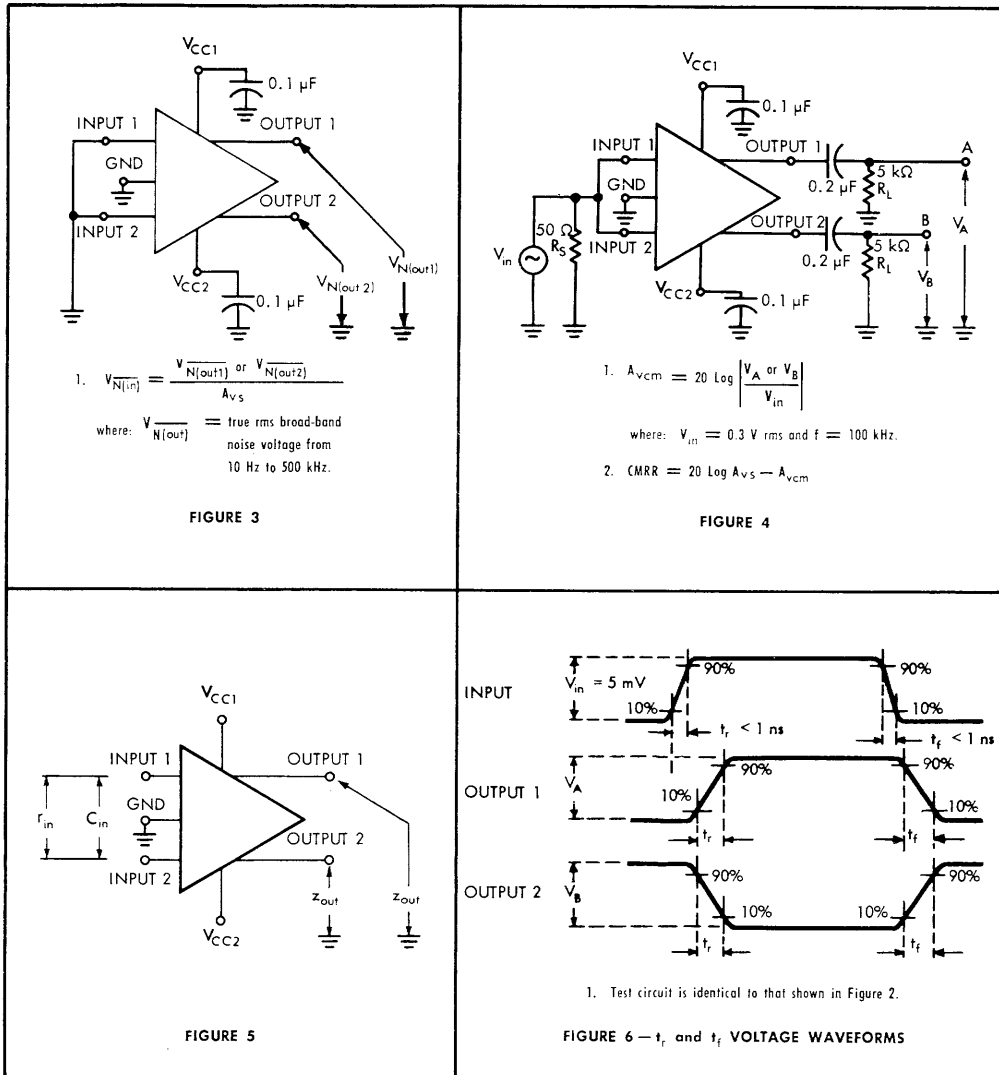 VCC1
0.1 μF
INPUT 1
OUTPUT 1
GND
OUTPUT 2
INPUT 2
VN(out1)
VCC2
VN(out 2)
0.1 μF
1. VN(in) = VN(out1) or VN(out2)
Avs
where: VN(out) = true rms broad-band
noise voltage from
10 Hz to 500 kHz.
FIGURE 3
VCC1
0.1 μF
INPUT 1
OUTPUT 1
A
GND
0.2 μF
5 kΩ
RL
OUTPUT 2
B
50 Ω
RS
INPUT 2
0.2 μF
5 kΩ
RL
VA
Vin
VB
VCC2
0.1 μF
1. Avcm = 20 Log |VA or VB
Vin|
where: Vin = 0.3 V rms and f = 100 kHz.
2. CMRR = 20 Log Avs − Avcm
FIGURE 4
VCC1
INPUT 1
OUTPUT 1
GND
rin
Cin
OUTPUT 2
INPUT 2
zout
zout
VCC2
FIGURE 5
INPUT
Vin = 5 mV
90%
90%
10%
10%
tr < 1 ns
tf < 1 ns
OUTPUT 1
VA
90%
90%
10%
10%
tr
tf
OUTPUT 2
VB
90%
90%
10%
10%
tr
tf
1. Test circuit is identical to that shown in Figure 2.
FIGURE 6 — tr and tf VOLTAGE WAVEFORMS